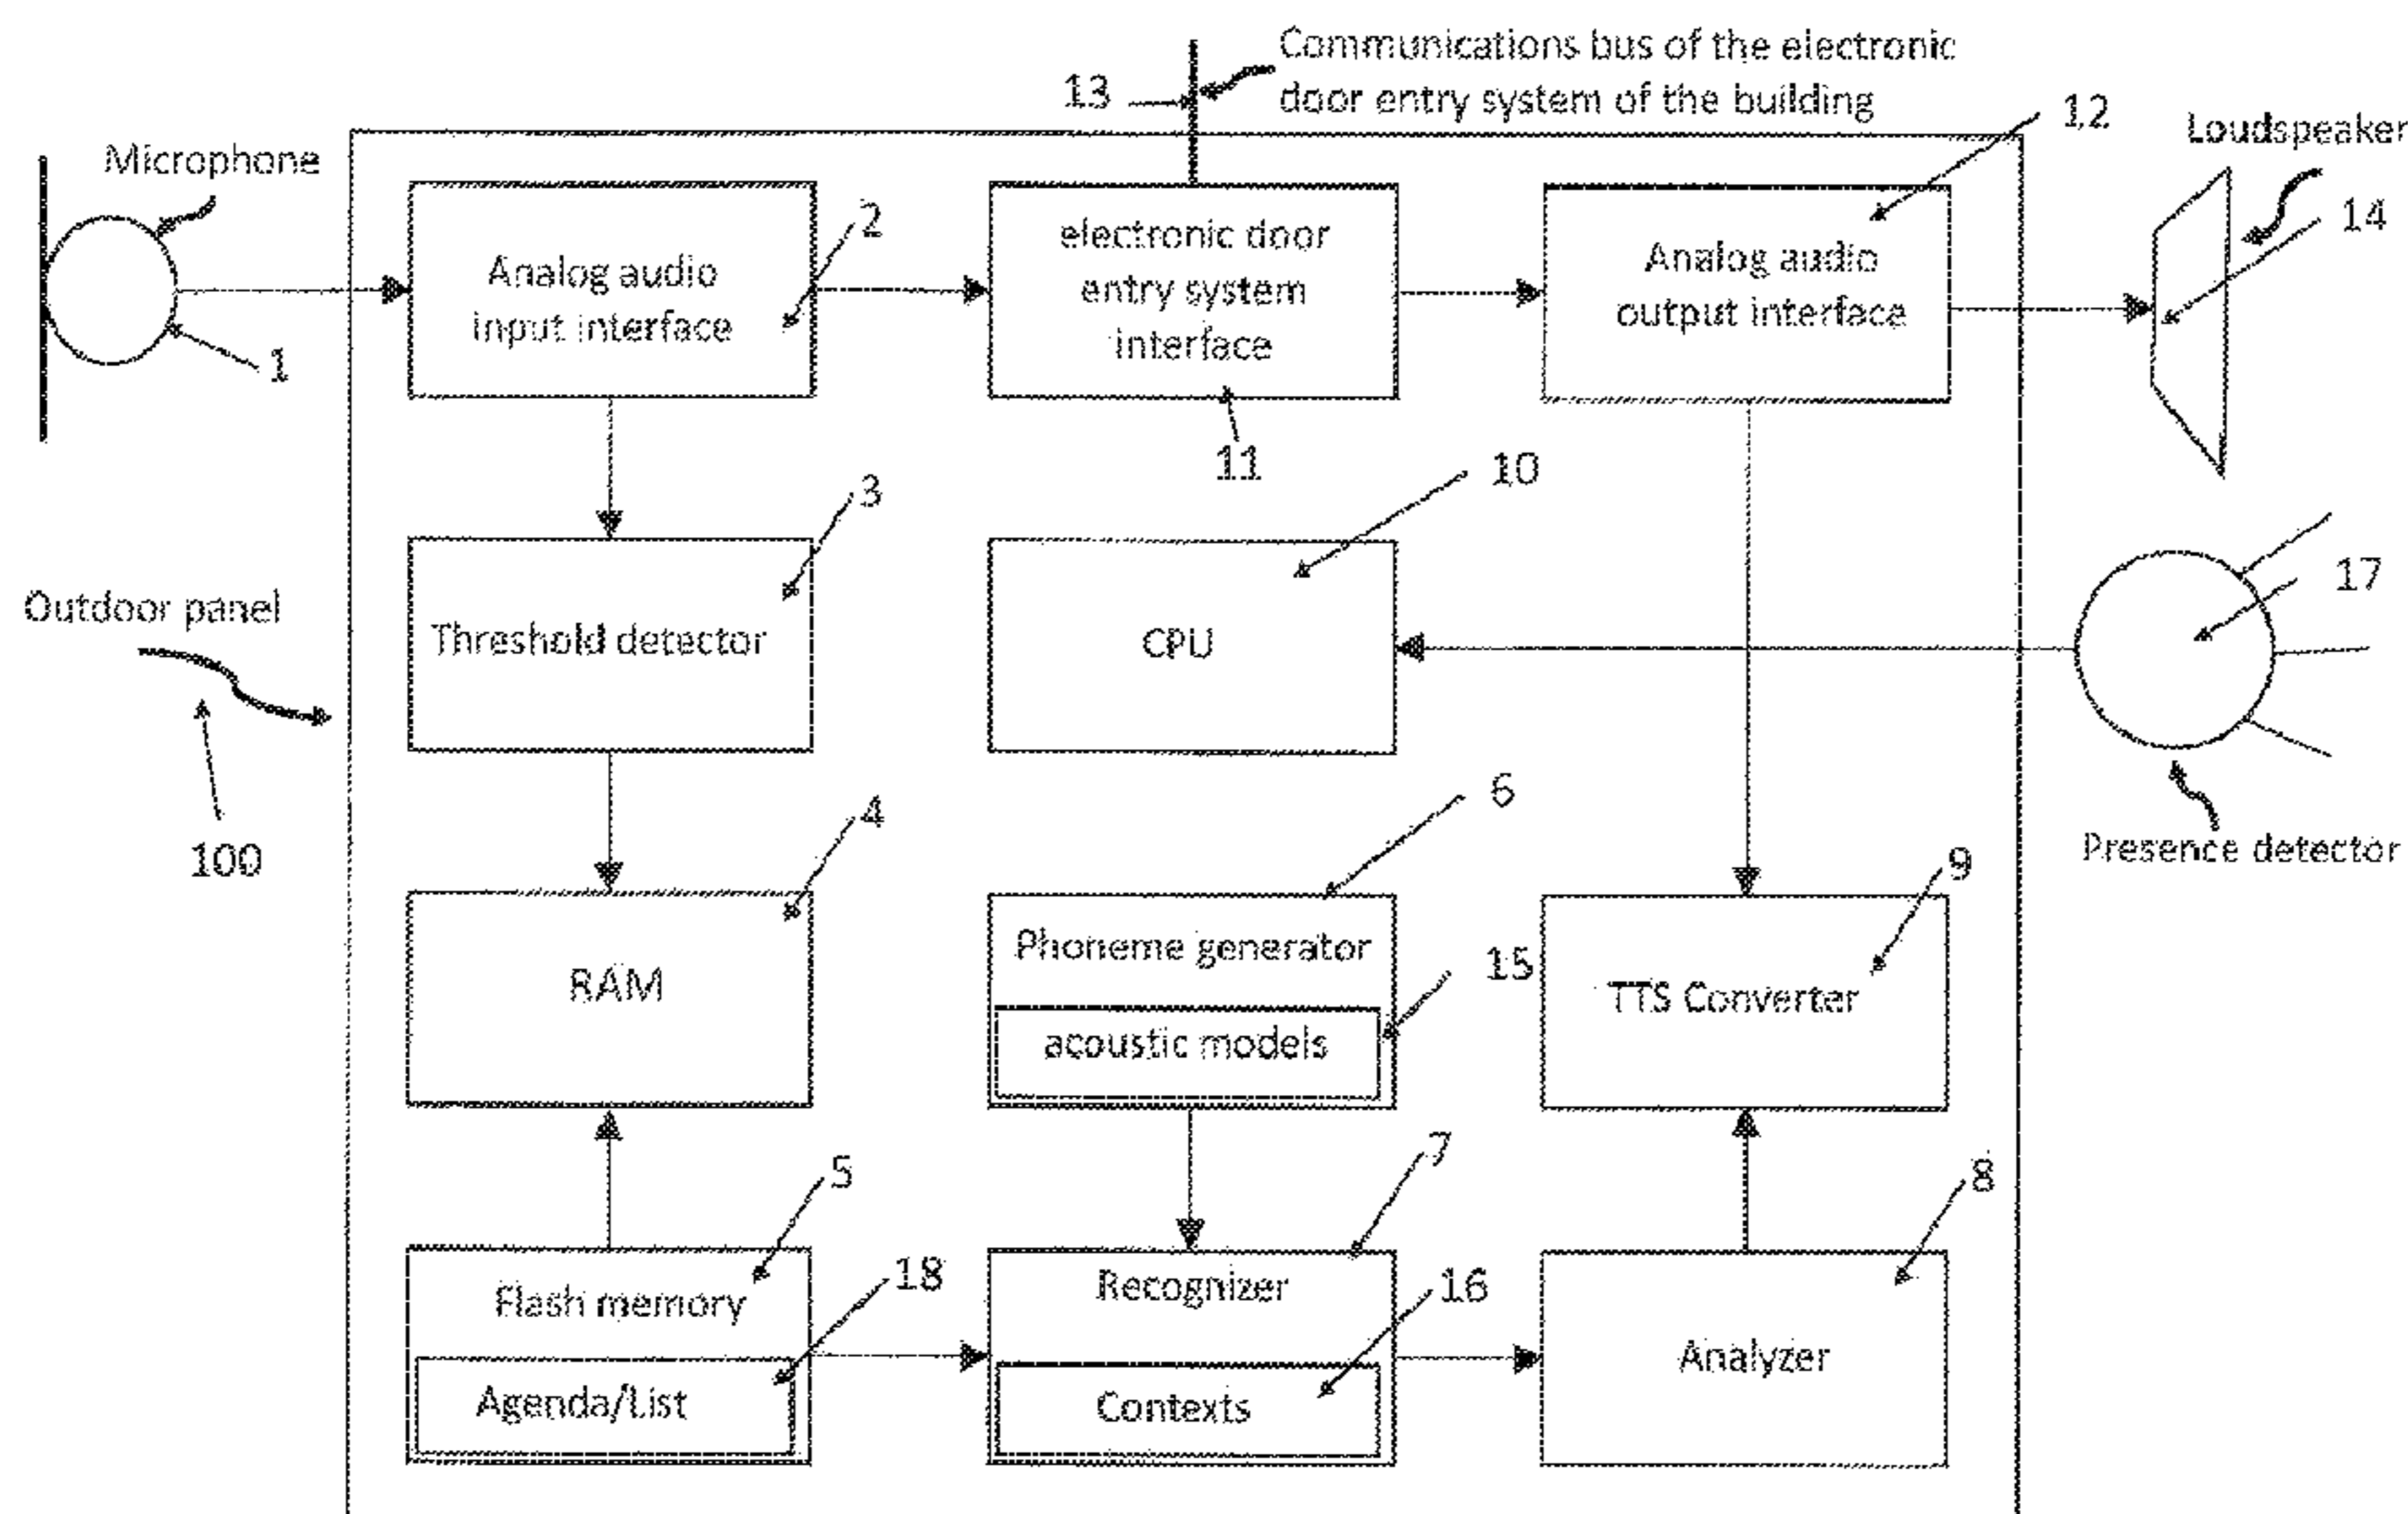 Communications bus of the electronic
door entry system of the building
13
12
Loudspeaker
Microphone
14
2
Analog audio
input interface
electronic door
entry system
interface
Analog audio
output interface
1
11
10
3
17
Outdoor panel
Threshold detector
CPU
6
4
100
Presence detector
9
Phoneme generator
15
RAM
TTS Converter
acoustic models
7
5
8
18
Flash memory
Recognizer
16
Analyzer
Agenda/List
Contexts